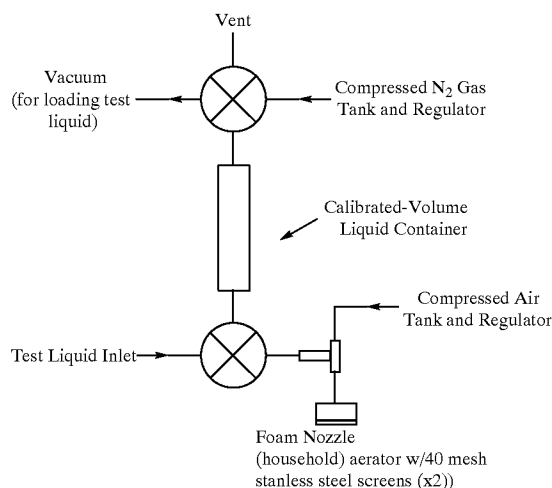 Vent
Vacuum
(for loading test
liquid)
Compressed N2 Gas
Tank and Regulator
Calibrated-Volume
Liquid Container
Compressed Air
Tank and Regulator
Test Liquid Inlet
Foam Nozzle
(household) aerator w/40 mesh
stanless steel screens (x2))